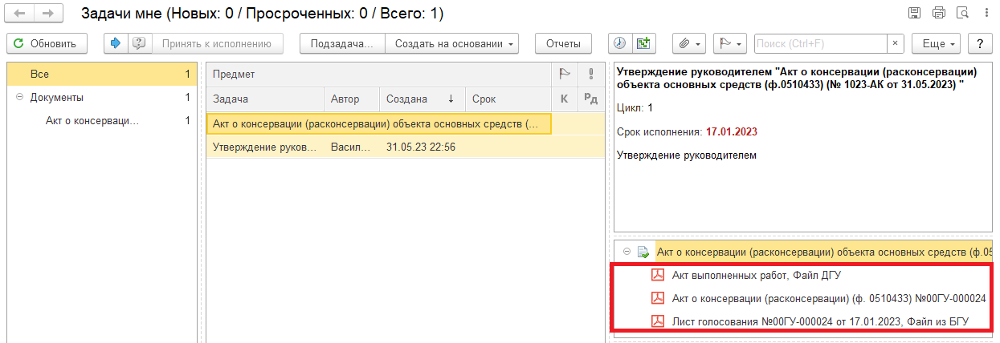 Задачи мне (Новых: 0 / Просроченных: 0 / Всего: 1)
Обновить
Принять к исполнению
Подзадача...
Создать на основании
Отчеты
Поиск (Ctrl+F)
×
Еще
?
Все 1
Документы 1
Акт о консерваци... 1
Предмет
Задача Автор Создана ↓ Срок К Рд
Акт о консервации (расконсервации) объекта основных средств (...
Утверждение руков... Васил... 31.05.23 22:56
Утверждение руководителем "Акт о консервации (расконсервации)
объекта основных средств (ф.0510433) (№ 1023-АК от 31.05.2023) "
Цикл: 1
Срок исполнения: 17.01.2023
Утверждение руководителем
Акт о консервации (расконсервации) объекта основных средств (ф.05
Акт выполненных работ, Файл ДГУ
Акт о консервации (расконсервации) (ф. 0510433) №00ГУ-000024
Лист голосования №00ГУ-000024 от 17.01.2023, Файл из БГУ